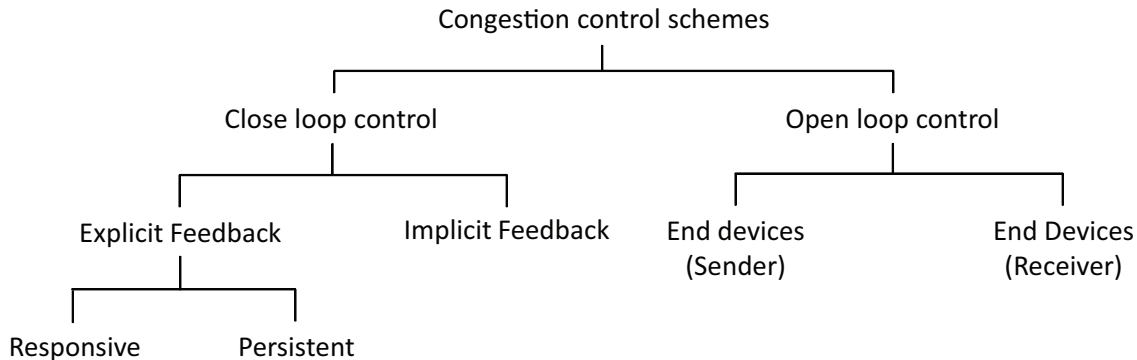 Congestion control schemes
Close loop control
Open loop control
Explicit Feedback
Implicit Feedback
End devices
(Sender)
End Devices
(Receiver)
Responsive
Persistent